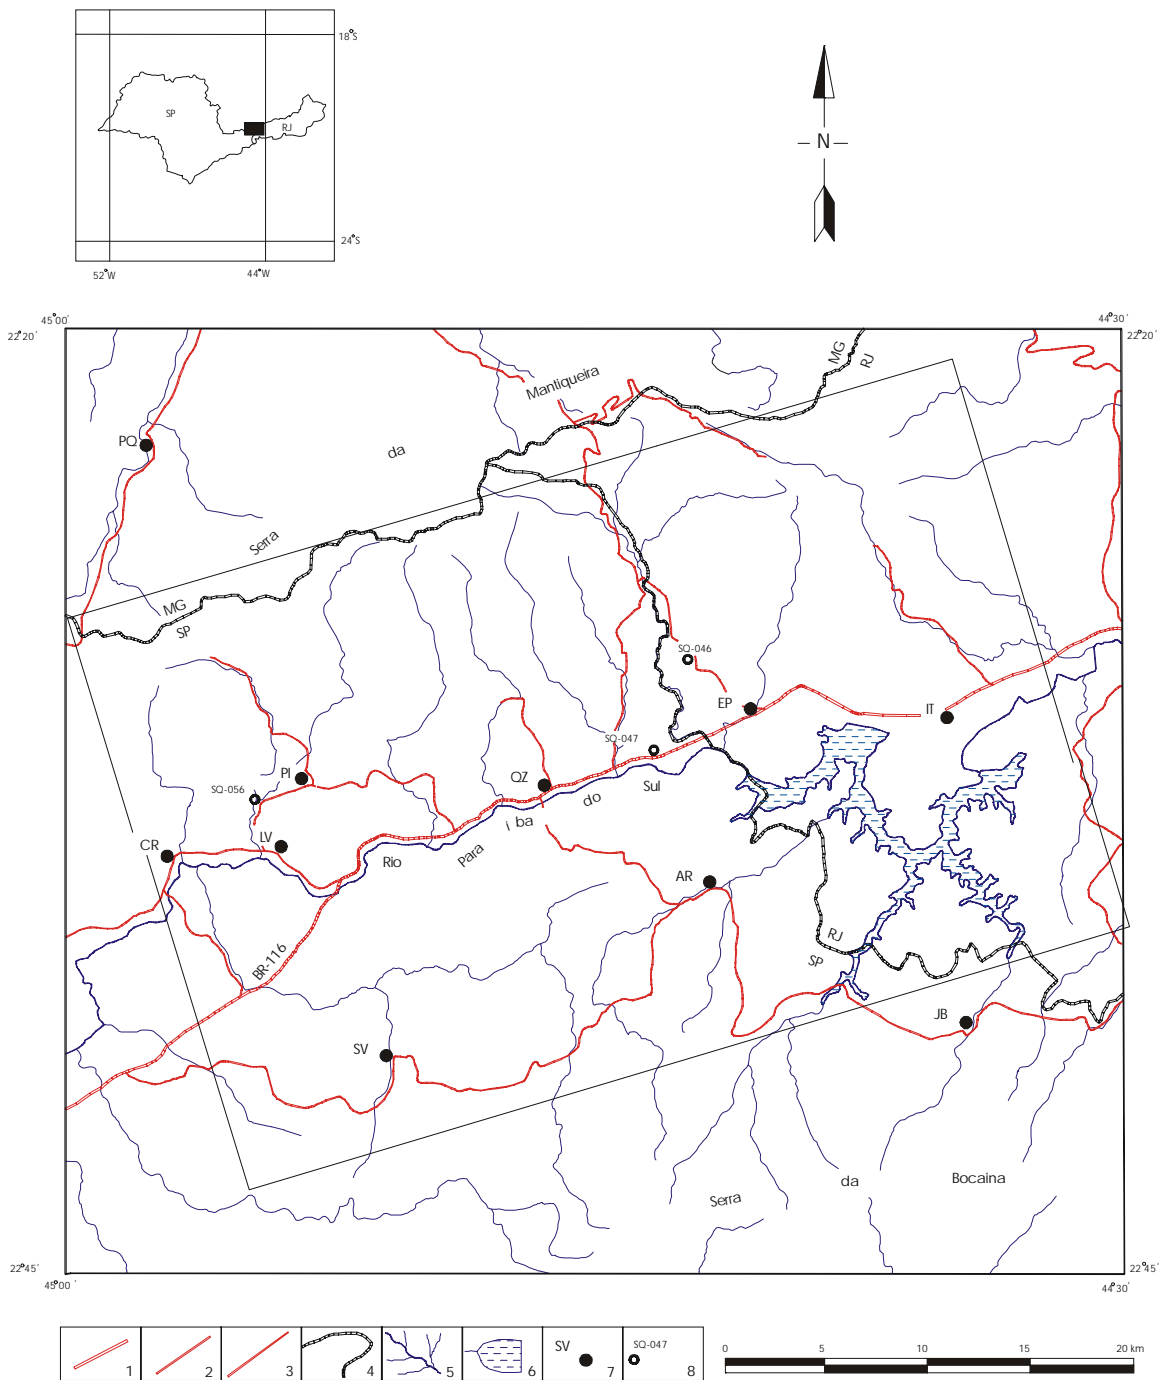 18°S
SP
RJ
24°S
52°W
44°W
N
45°00'
44°30'
22°20'
22°20'
MG
RJ
Mantiqueira
PQ
da
Serra
MG
SP
SQ-046
EP
IT
SQ-047
PI
QZ
Sul
do
SQ-056
iba
LV
CR
Rio
Para
AR
RJ
SP
BR-116
JB
SV
da
Bocaina
Serra
22°45'
22°45'
45°00'
44°30'
1
2
3
4
5
6
SV
7
SQ-047
8
0 5 10 15 20 km